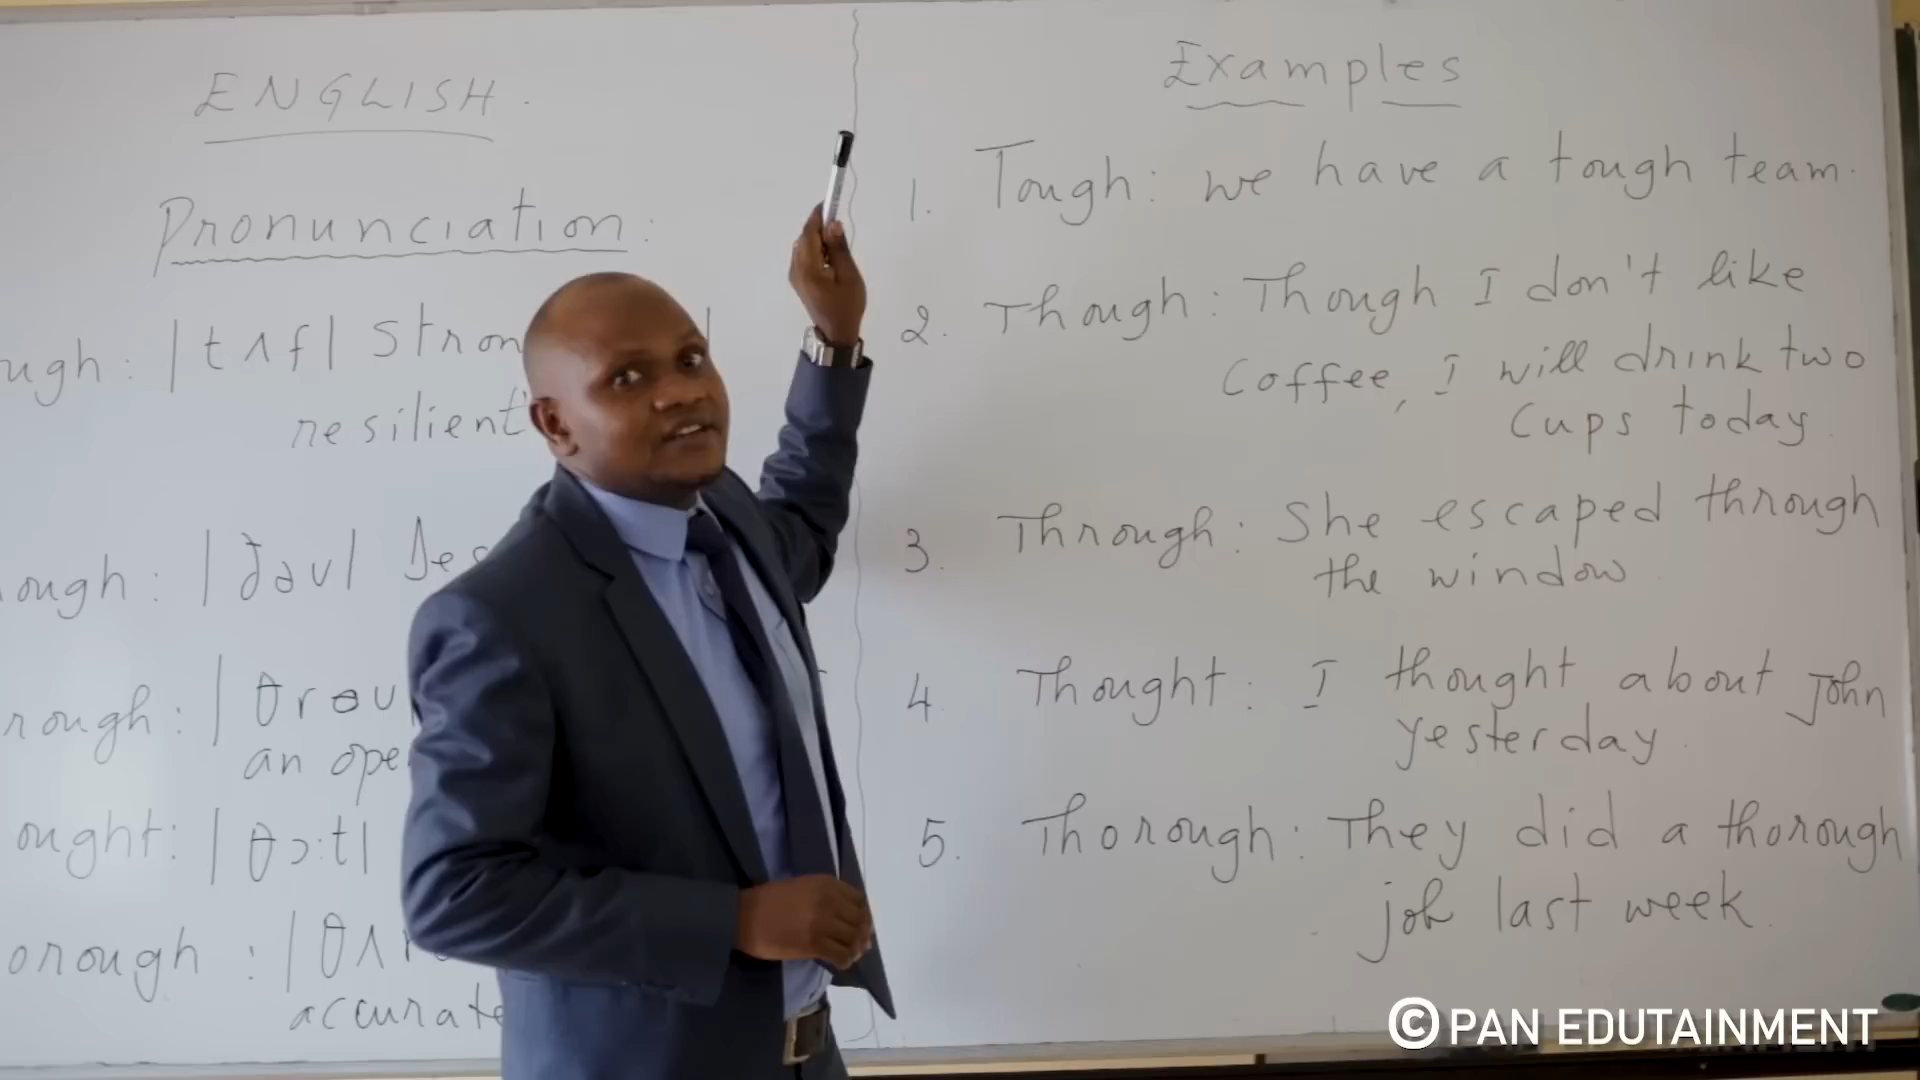 ENGLISH.
Pronunciation:
ugh: |tʌf| Stron
resilient
ough: |ðəʊ| Des
rough: | θrəʊ
an ope
ought: | θɔ:t|
orough : | θʌr
accurate
Examples
1. Tough: we have a tough team.
2. Though: Though I don't like
Coffee, I will drink two
Cups today.
3. Through: She escaped through
the window.
4. Thought: I thought about John
yesterday.
5. Thorough: They did a thorough
job last week.
© PAN EDUTAINMENT